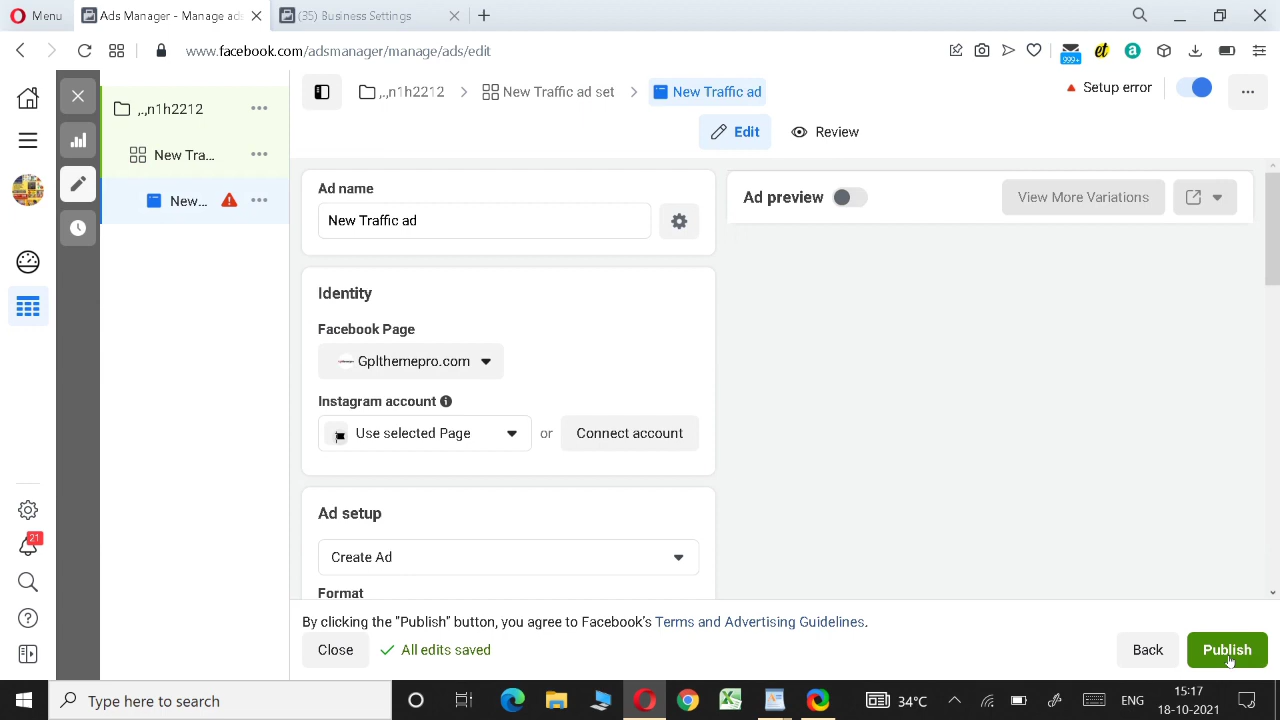 Menu
Ads Manager - Manage ads
(35) Business Settings
www.facebook.com/adsmanager/manage/ads/edit
999+
,.,n1h2212
New Tra...
New...
,.,n1h2212
New Traffic ad set
New Traffic ad
Setup error
Edit
Review
Ad name
New Traffic ad
Ad preview
View More Variations
Identity
Facebook Page
Gplthemepro.com
Instagram account
Use selected Page
or
Connect account
Ad setup
Create Ad
Format
21
By clicking the "Publish" button, you agree to Facebook's Terms and Advertising Guidelines.
Close
All edits saved
Back
Publish
Type here to search
34°C
ENG
15:17
18-10-2021